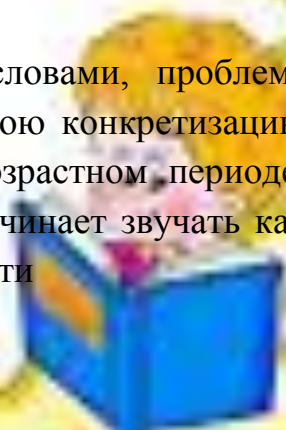 словами, проблем
ою конкретизаци
озрастном периоде
чинает звучать ка
ти